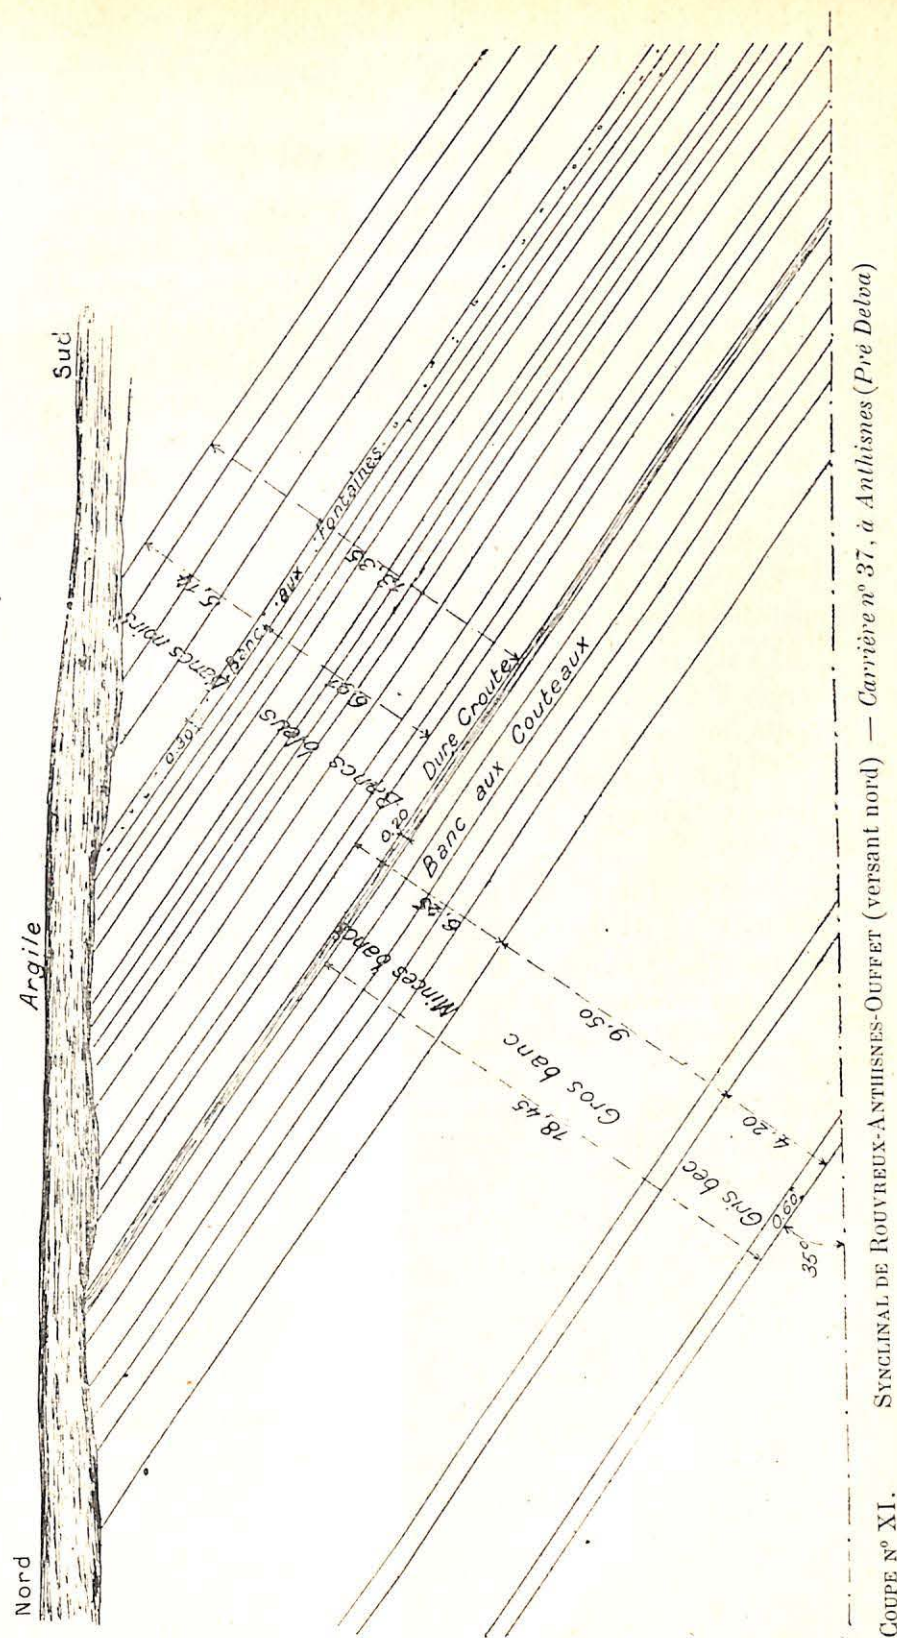 Nord
Argile
Sud
Bancs noirs
5,14
0.30
Banc aux Fontaines
13,35
6,91
Bancs bleus
Dure Croute
0.20
Banc aux Couteaux
6,25
Minces bancs
Gros banc
9.50
18,45
Gris bec
4.20
0.60
35°
COUPE N° XI. SYNCLINAL DE ROUVREUX-ANTHISNES-OUFFET (versant nord) — Carrière n° 37, à Anthisnes (Pré Delva)